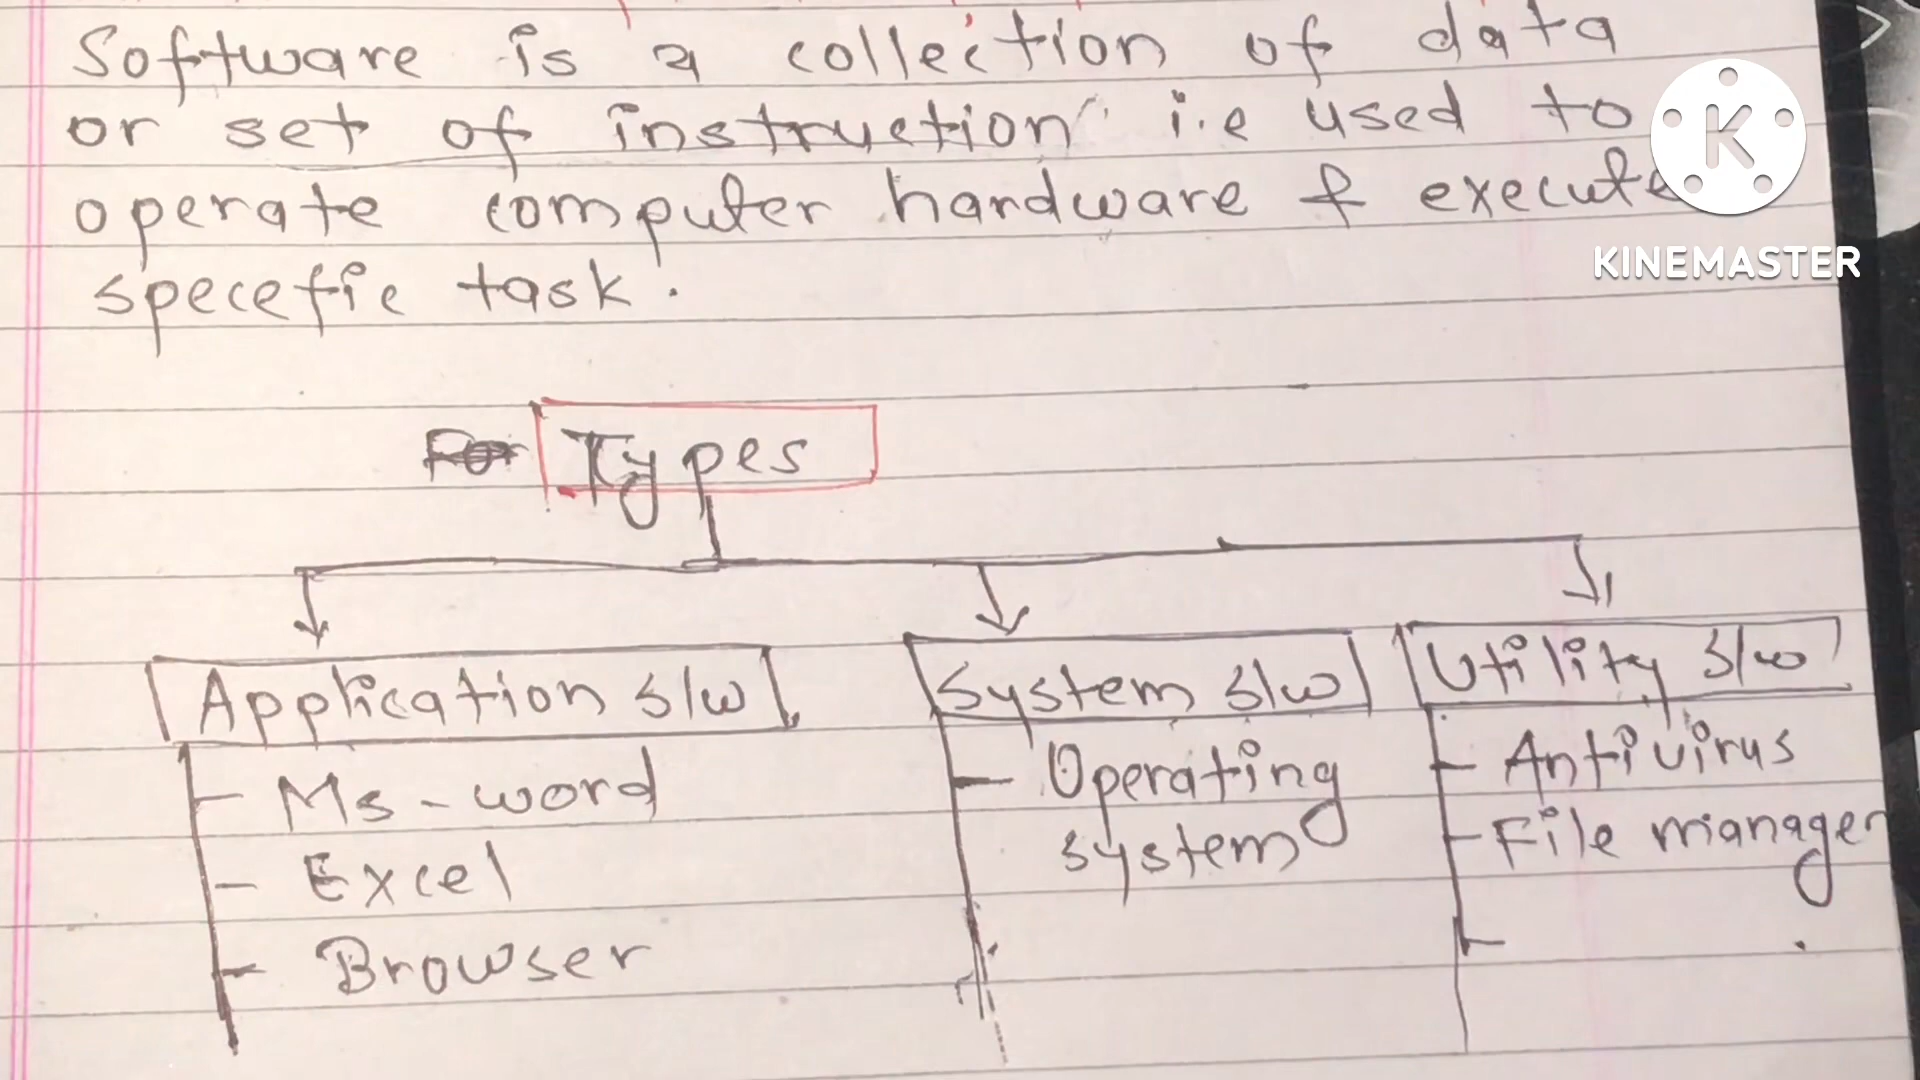 Software is a collection of data
or set of instruction i.e used to
operate computer hardware & execute
specefic task.
For Types
Application s/w
System s/w
Utility s/w
- Ms-word
- Excel
- Browser
- Operating
system
- Antivirus
- File manager
K
KINEMASTER